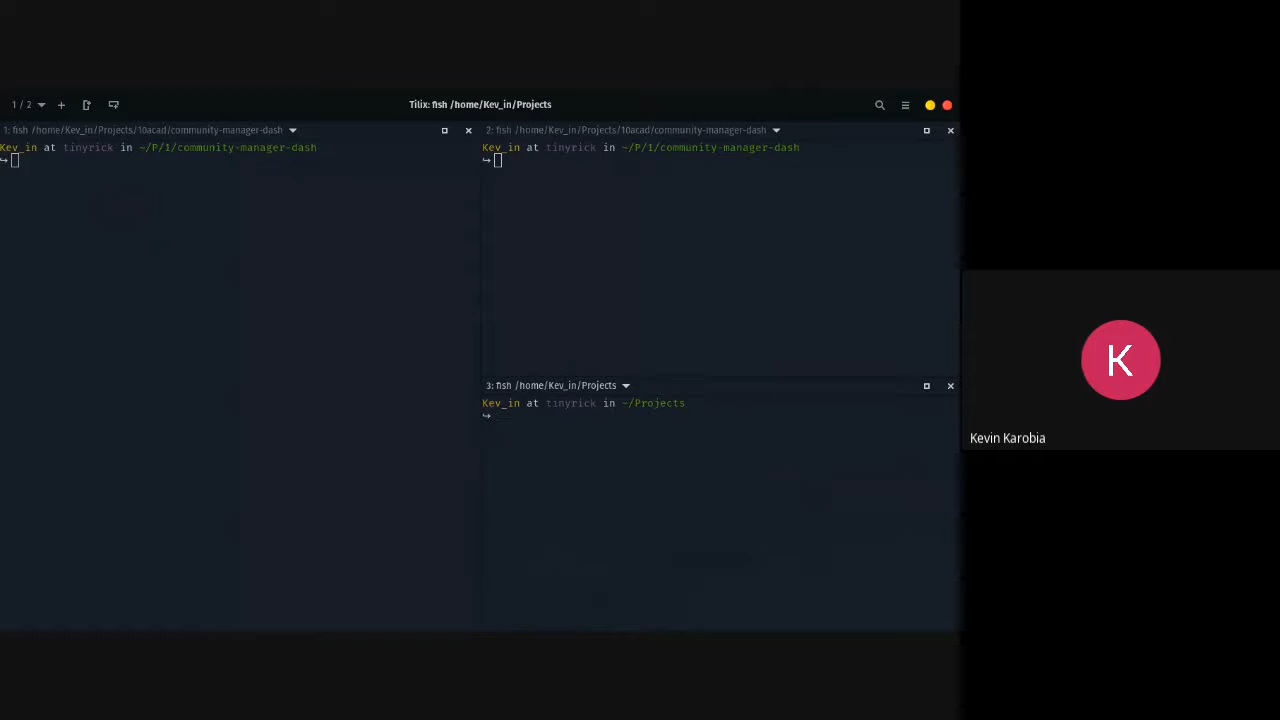 1 / 2
Tilix: fish /home/Kev_in/Projects
1: fish /home/Kev_in/Projects/10acad/community-manager-dash
Kev_in at tinyrick in ~/P/1/community-manager-dash
2: fish /home/Kev_in/Projects/10acad/community-manager-dash
Kev_in at tinyrick in ~/P/1/community-manager-dash
3: fish /home/Kev_in/Projects
Kev_in at tinyrick in ~/Projects
K
Kevin Karobia